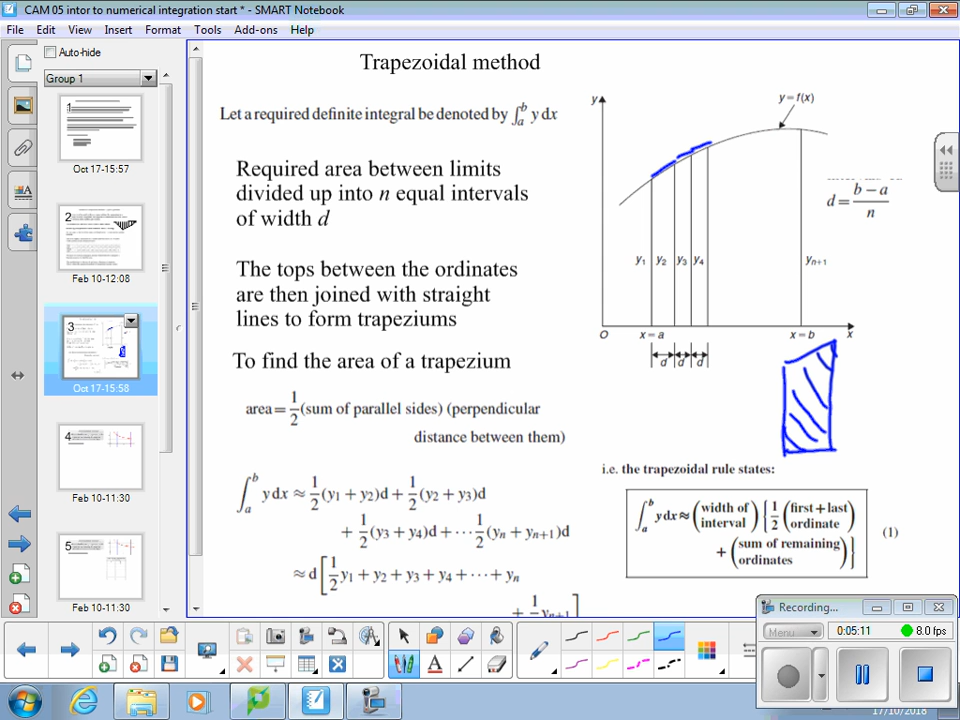 CAM 05 intor to numerical integration start * - SMART Notebook
File Edit View Insert Format Tools Add-ons Help
Auto-hide
Group 1
1
Oct 17-15:57
2
Feb 10-12:08
3
Oct 17-15:58
4
Feb 10-11:30
5
Feb 10-11:30
Trapezoidal method
Let a required definite integral be denoted by ∫ₐᵇ y dx
Required area between limits
divided up into n equal intervals
of width d
The tops between the ordinates
are then joined with straight
lines to form trapeziums
To find the area of a trapezium
area = 1/2 (sum of parallel sides) (perpendicular
distance between them)
∫ₐᵇ y dx ≈ 1/2 (y1 + y2)d + 1/2 (y2 + y3)d
+ 1/2 (y3 + y4)d + ··· 1/2 (yn + yn+1)d
≈ d[1/2 y1 + y2 + y3 + y4 + ··· + yn
+ 1/2 yn+1]
y
y = f(x)
d = b − a / n
y1 y2 y3 y4 yn+1
O x = a x = b x
d d d
i.e. the trapezoidal rule states:
∫ₐᵇ y dx ≈ (width of interval) {1/2 (first + last ordinate)
+ (sum of remaining ordinates)}
(1)
Recording...
Menu 0:05:11 8.0 fps
17/10/2018